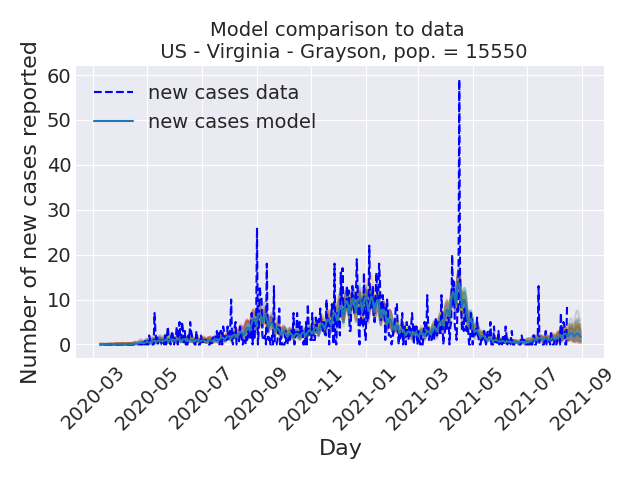 Model comparison to data
US - Virginia - Grayson, pop. = 15550
Number of new cases reported
60
50
40
30
20
10
0
new cases data
new cases model
2020-03
2020-05
2020-07
2020-09
2020-11
2021-01
2021-03
2021-05
2021-07
2021-09
Day